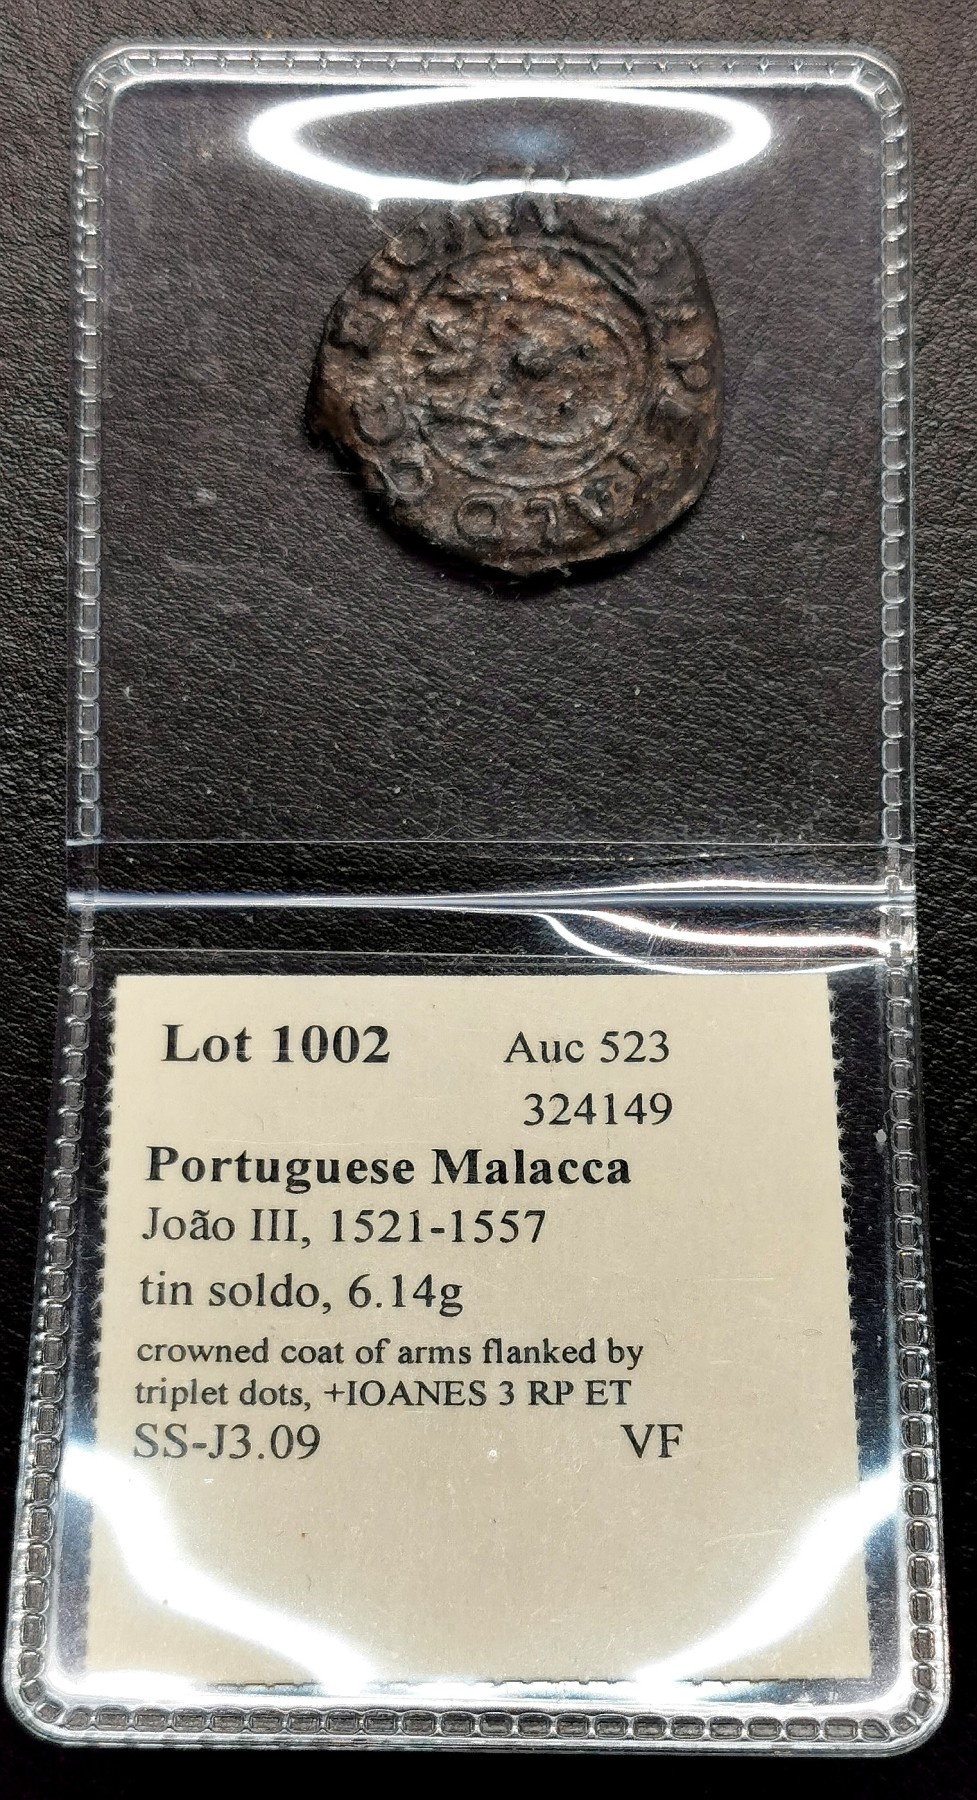 Lot 1002 Auc 523
324149
Portuguese Malacca
João III, 1521-1557
tin soldo, 6.14g
crowned coat of arms flanked by
triplet dots, +IOANES 3 RP ET
SS-J3.09 VF